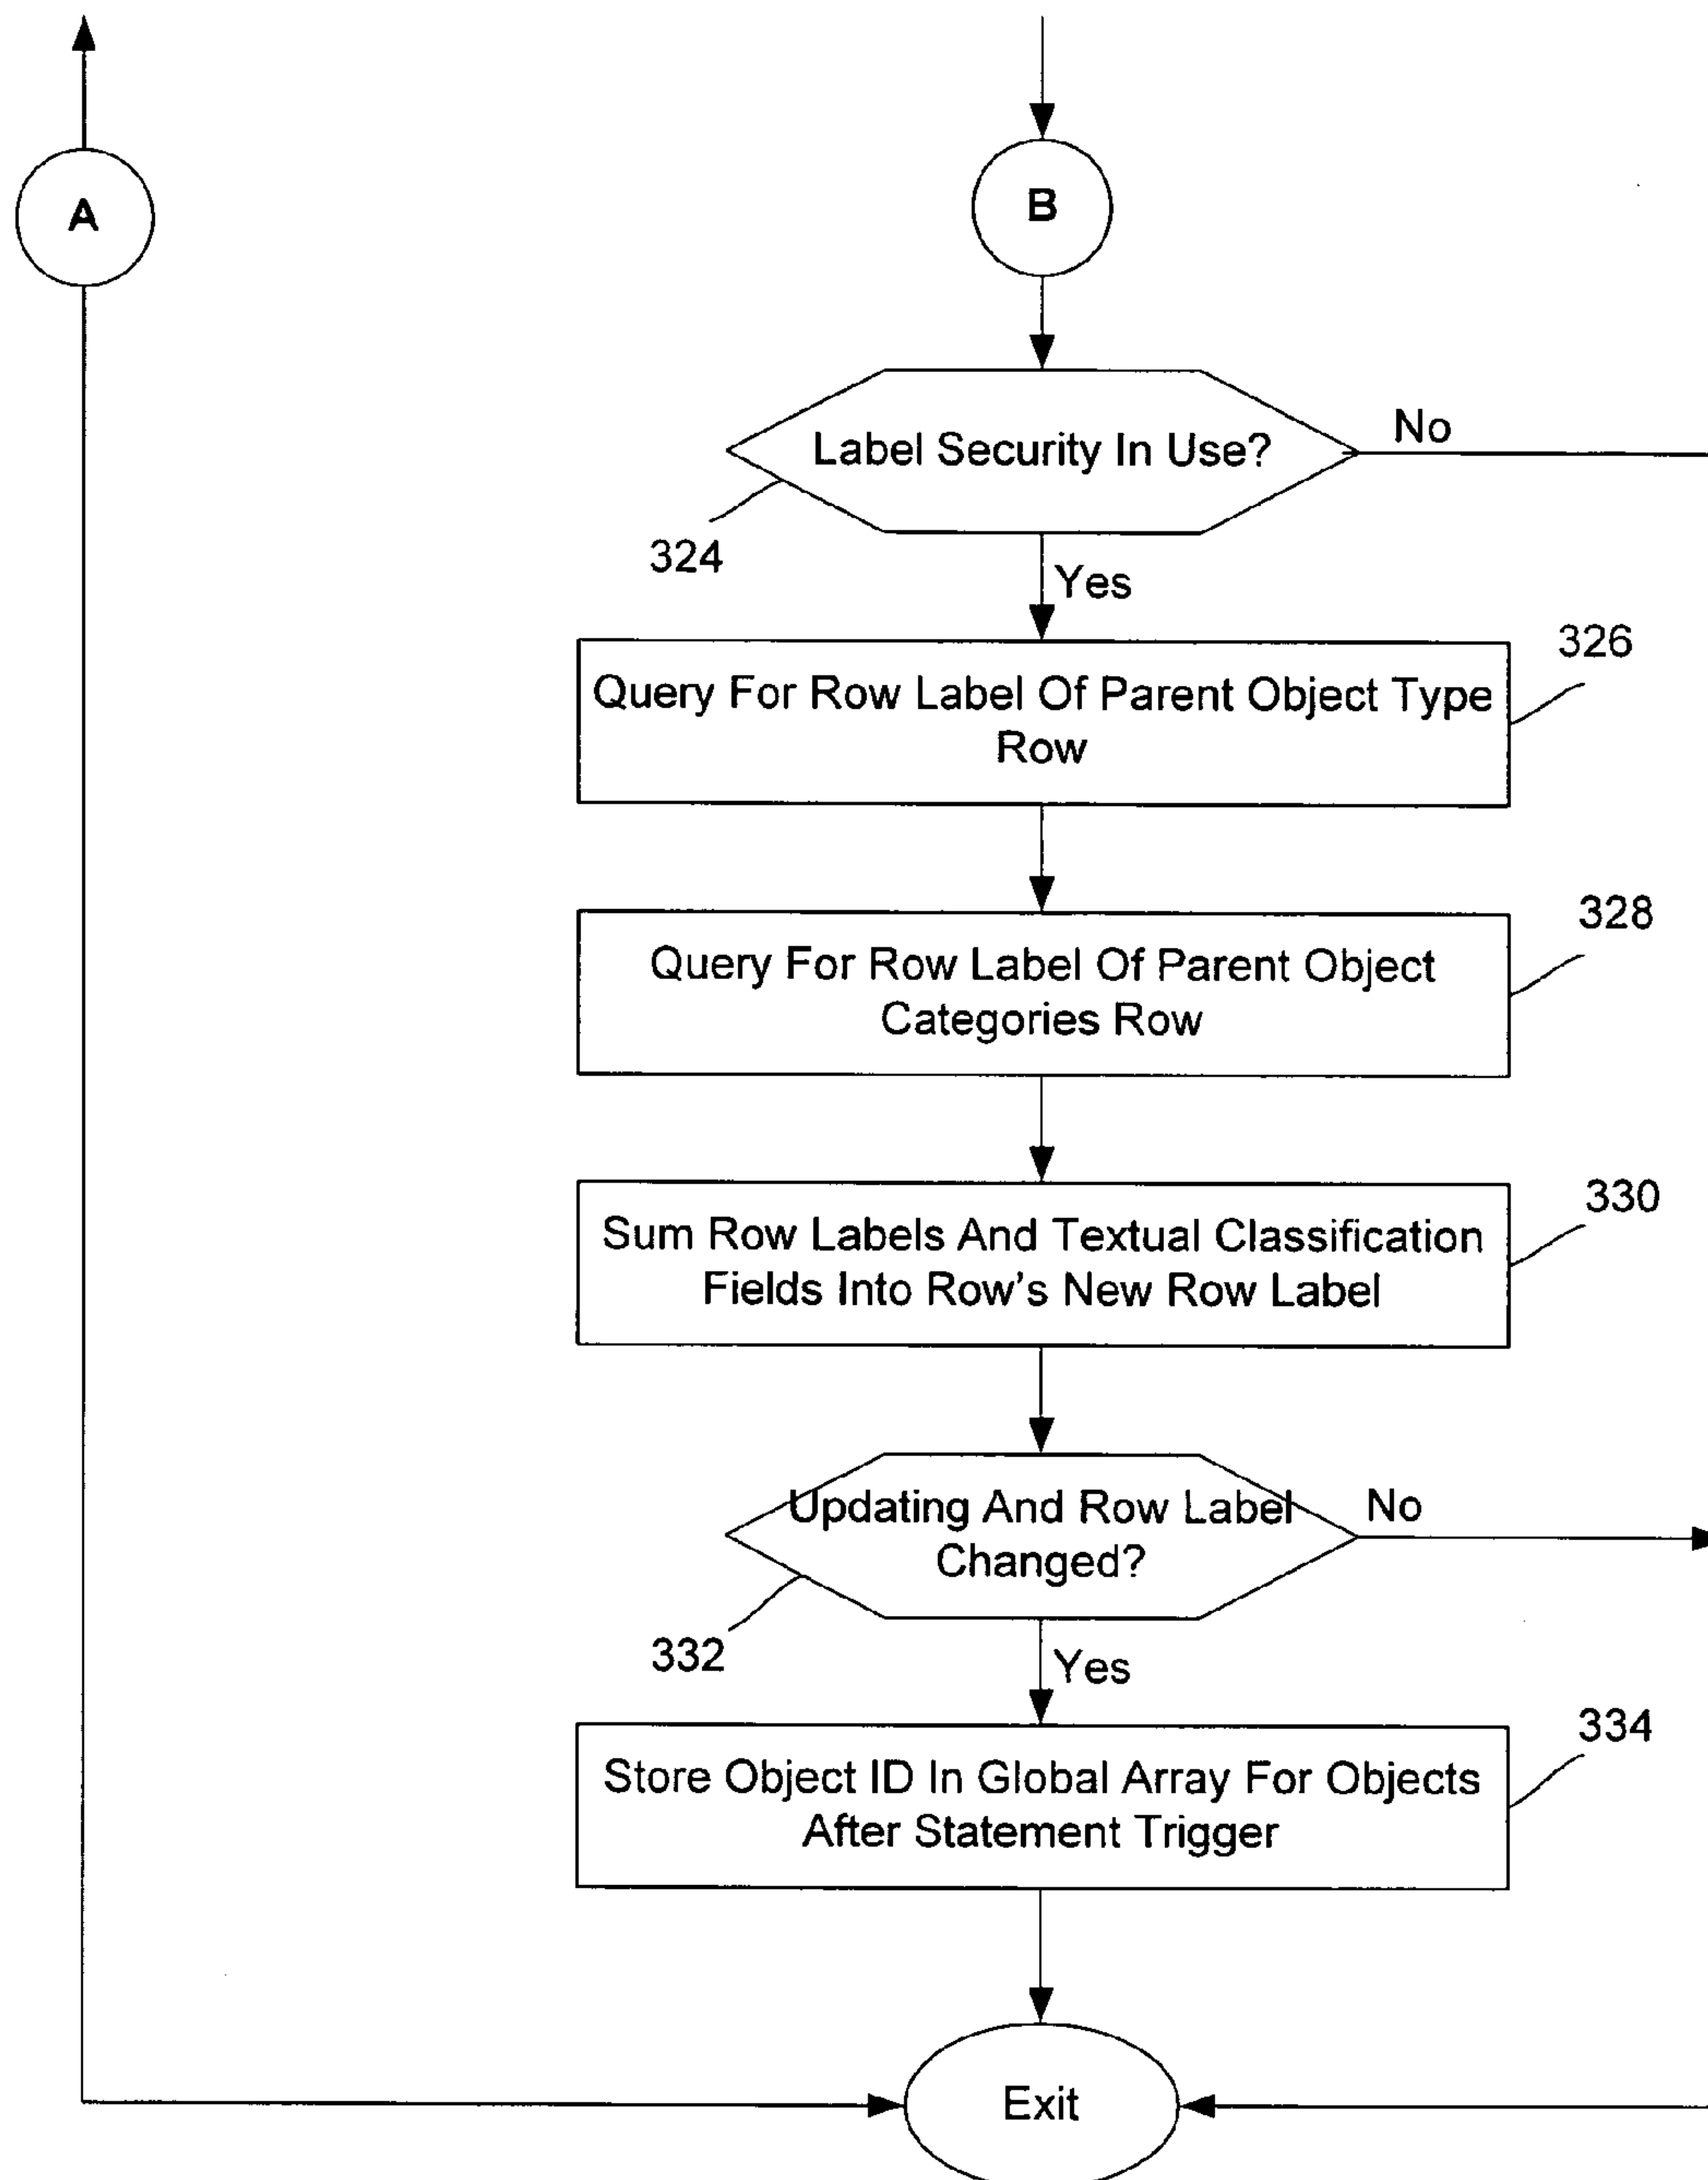 A
B
Label Security In Use?
No
324
Yes
326
Query For Row Label Of Parent Object Type
Row
328
Query For Row Label Of Parent Object
Categories Row
330
Sum Row Labels And Textual Classification
Fields Into Row's New Row Label
Updating And Row Label
Changed?
No
332
Yes
334
Store Object ID In Global Array For Objects
After Statement Trigger
Exit